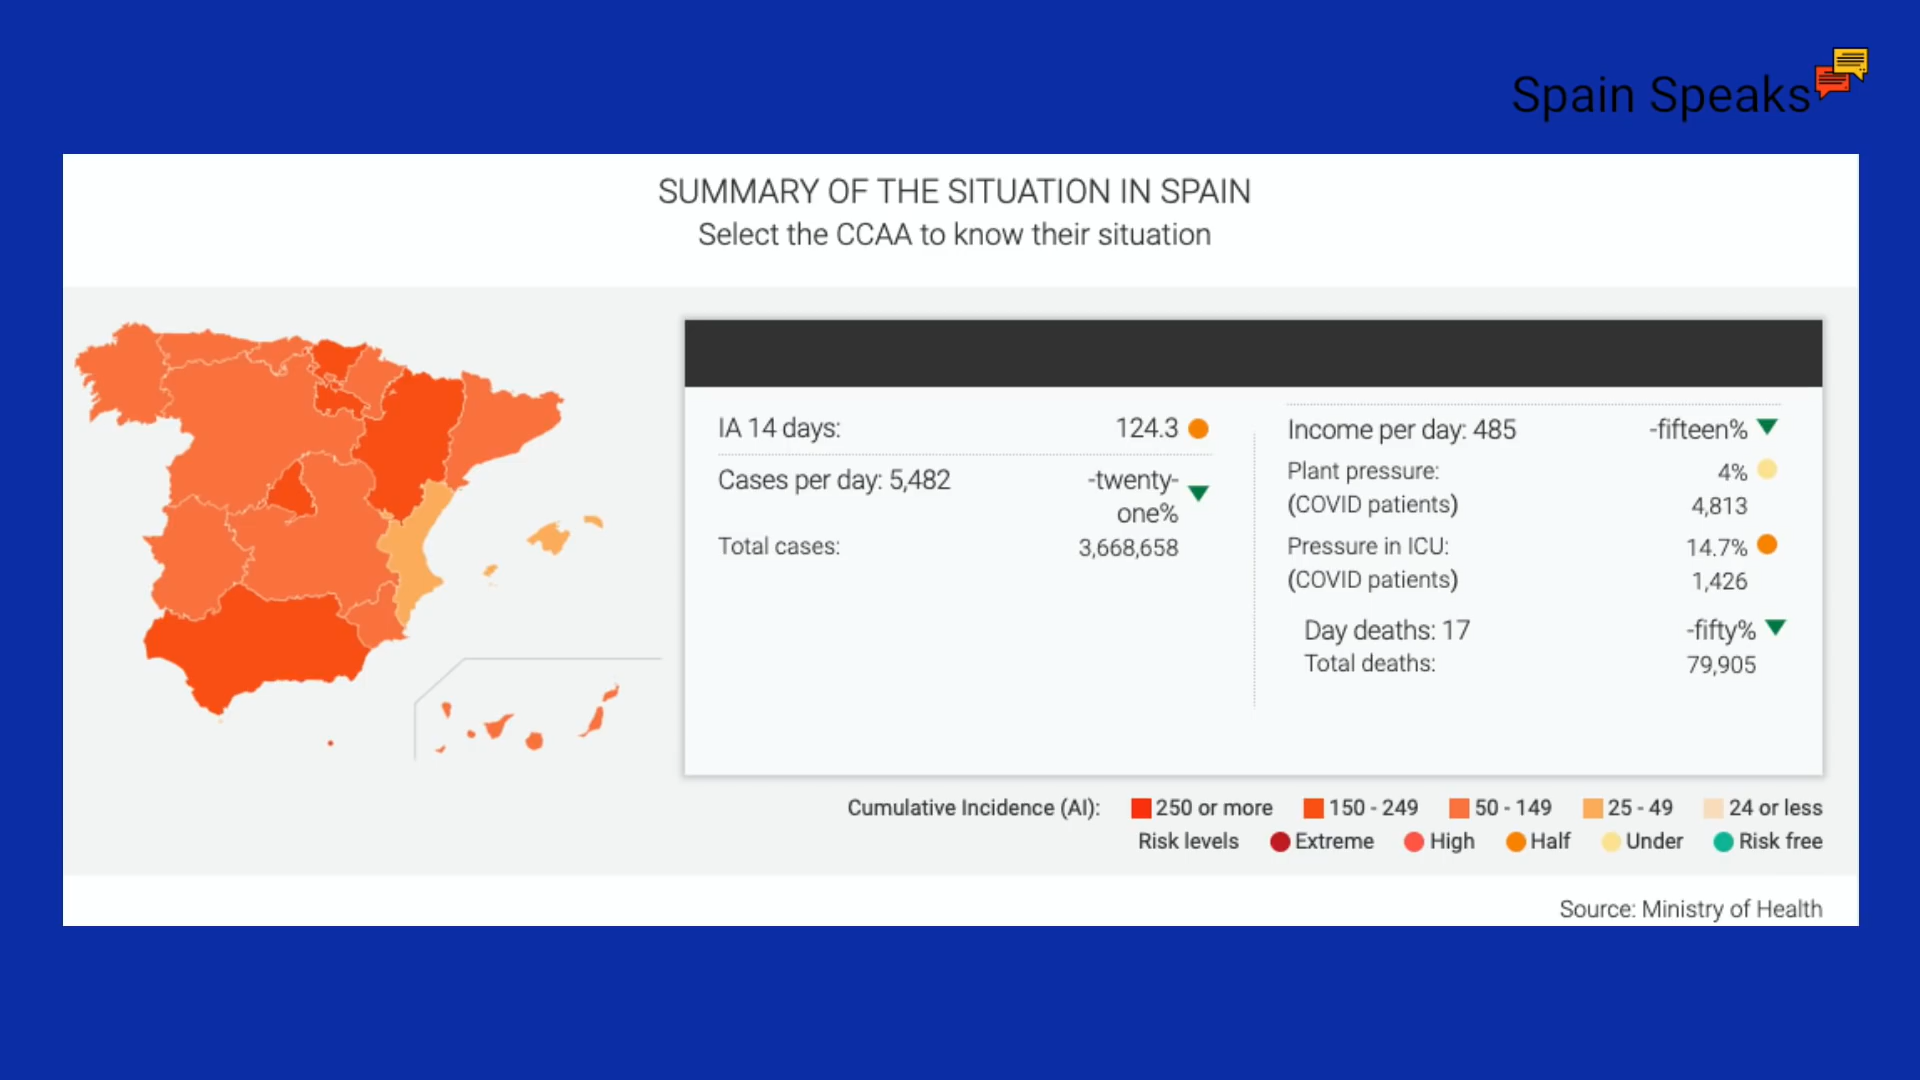 Spain Speaks
SUMMARY OF THE SITUATION IN SPAIN
Select the CCAA to know their situation
IA 14 days: 124.3
Cases per day: 5,482 -twenty-
one%
Total cases: 3,668,658
Income per day: 485 -fifteen%
Plant pressure: 4%
(COVID patients) 4,813
Pressure in ICU: 14.7%
(COVID patients) 1,426
Day deaths: 17 -fifty%
Total deaths: 79,905
Cumulative Incidence (AI): 250 or more 150 - 249 50 - 149 25 - 49 24 or less
Risk levels Extreme High Half Under Risk free
Source: Ministry of Health